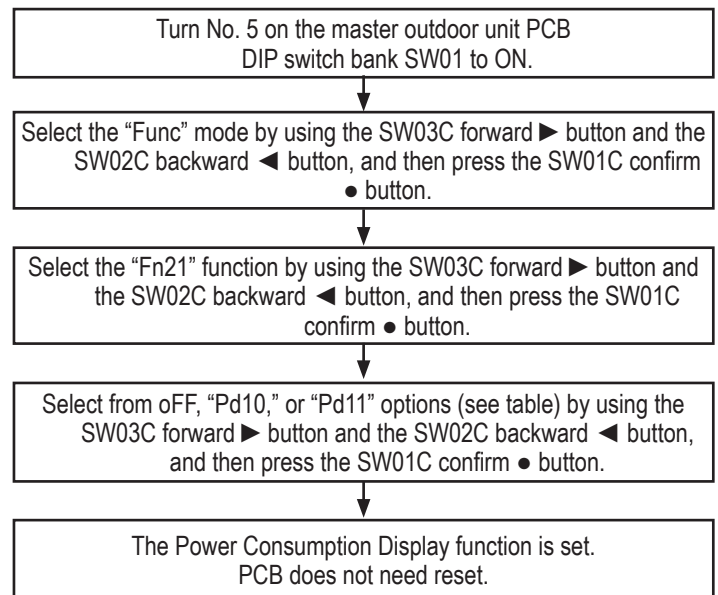 Turn No. 5 on the master outdoor unit PCB
DIP switch bank SW01 to ON.
Select the “Func” mode by using the SW03C forward ► button and the
SW02C backward ◄ button, and then press the SW01C confirm
● button.
Select the “Fn21” function by using the SW03C forward ► button and
the SW02C backward ◄ button, and then press the SW01C
confirm ● button.
Select from oFF, “Pd10,” or “Pd11” options (see table) by using the
SW03C forward ► button and the SW02C backward ◄ button,
and then press the SW01C confirm ● button.
The Power Consumption Display function is set.
PCB does not need reset.